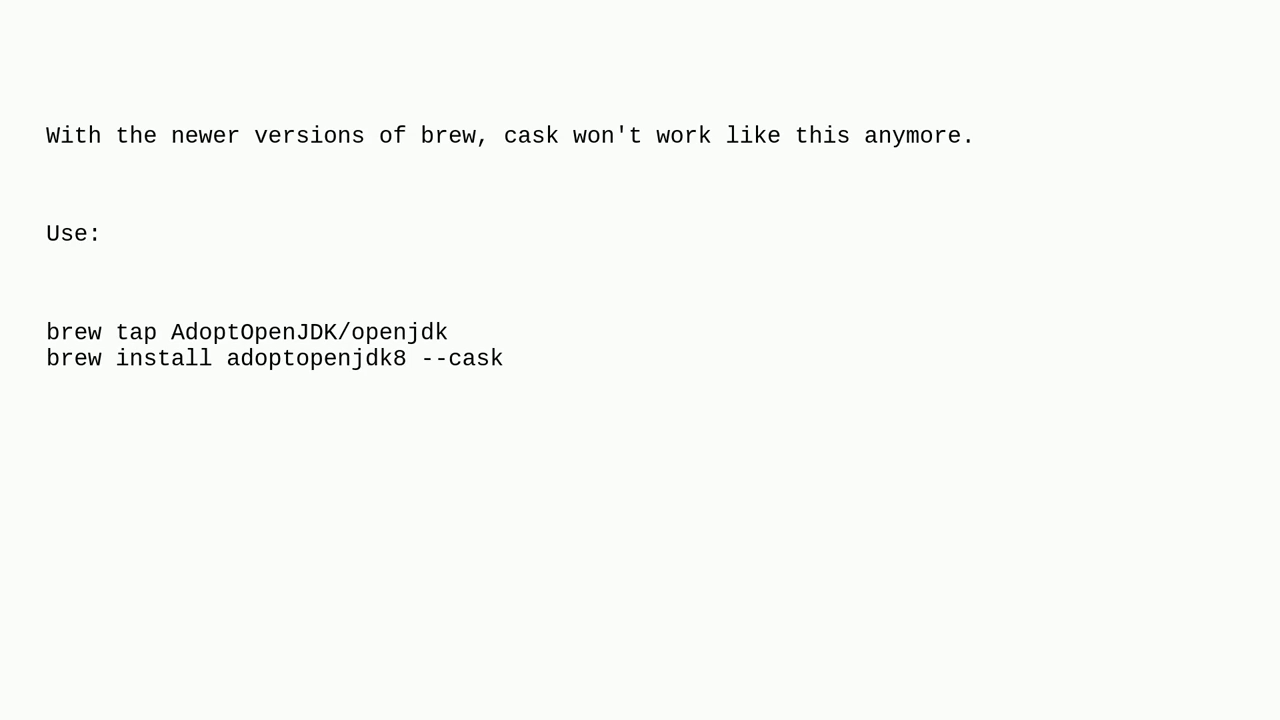 With the newer versions of brew, cask won't work like this anymore.
Use:
brew tap AdoptOpenJDK/openjdk
brew install adoptopenjdk8 --cask